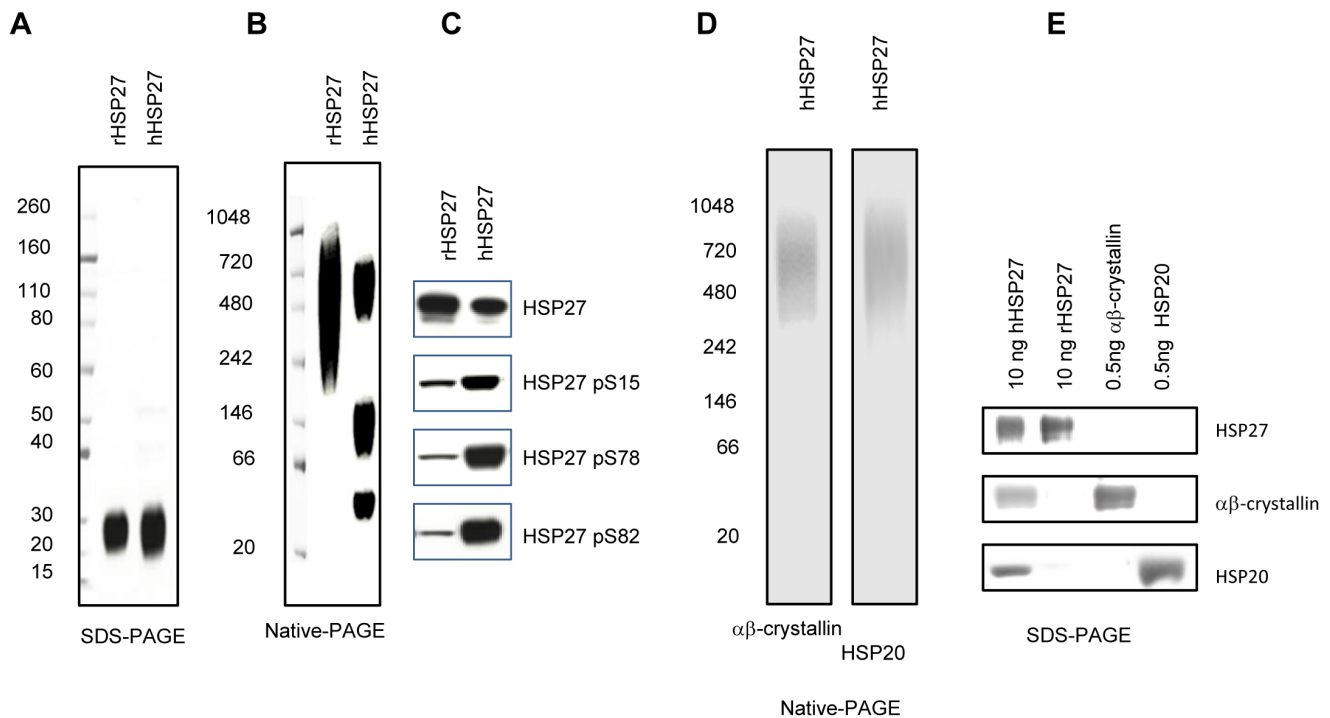 A
rHSP27
hHSP27
260
160
110
80
60
50
40
30
20
15
SDS-PAGE
B
rHSP27
hHSP27
1048
720
480
242
146
66
20
Native-PAGE
C
rHSP27
hHSP27
HSP27
HSP27 pS15
HSP27 pS78
HSP27 pS82
D
hHSP27
hHSP27
1048
720
480
242
146
66
20
αβ-crystallin
HSP20
Native-PAGE
E
10 ng hHSP27
10 ng rHSP27
0.5ng αβ-crystallin
0.5ng HSP20
HSP27
αβ-crystallin
HSP20
SDS-PAGE